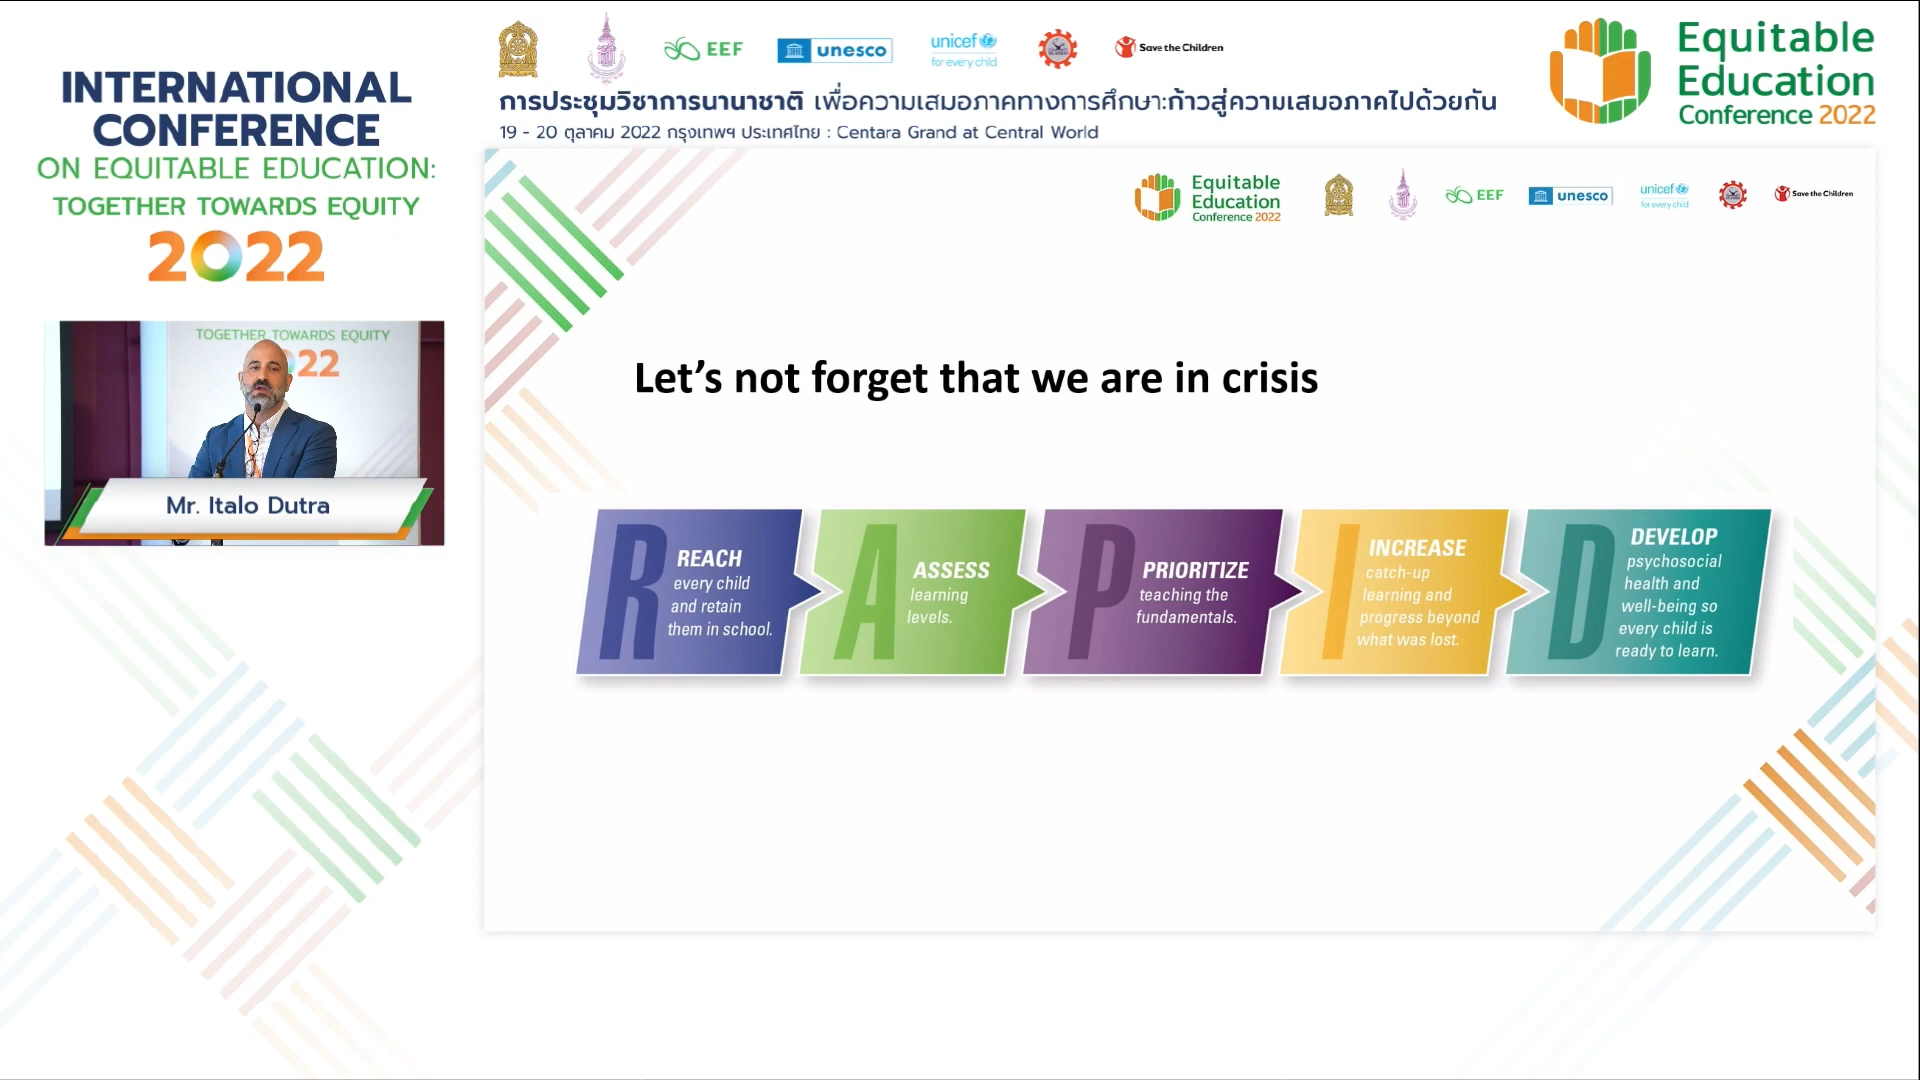 INTERNATIONAL
CONFERENCE
ON EQUITABLE EDUCATION:
TOGETHER TOWARDS EQUITY
2022
TOGETHER TOWARDS EQUITY
22
Mr. Italo Dutra
EEF
unesco
unicef
for every child
Save the Children
การประชุมวิชาการนานาชาติ เพื่อความเสมอภาคทางการศึกษา:ก้าวสู่ความเสมอภาคไปด้วยกัน
19 - 20 ตุลาคม 2022 กรุงเทพฯ ประเทศไทย : Centara Grand at Central World
Equitable
Education
Conference 2022
Equitable
Education
Conference 2022
EEF
unesco
unicef
for every child
Save the Children
Let’s not forget that we are in crisis
R
REACH
every child
and retain
them in school.
A
ASSESS
learning
levels.
P
PRIORITIZE
teaching the
fundamentals.
I
INCREASE
catch-up
learning and
progress beyond
what was lost.
D
DEVELOP
psychosocial
health and
well-being so
every child is
ready to learn.